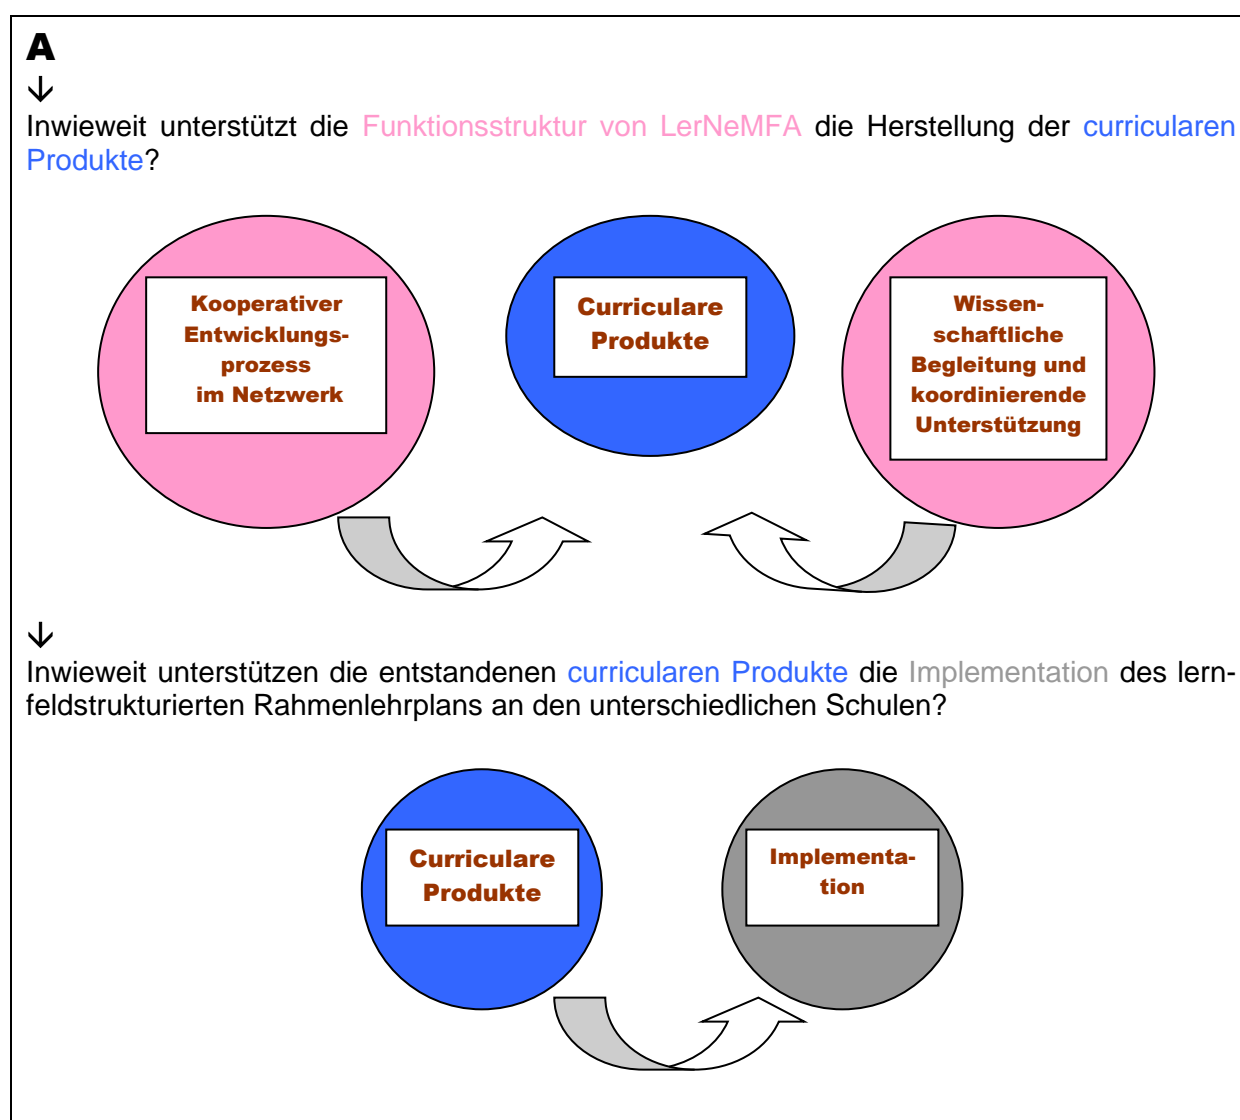 A
↓
Inwieweit unterstützt die Funktionsstruktur von LerNeMFA die Herstellung der curricularen
Produkte?
Kooperativer
Entwicklungs-
prozess
im Netzwerk
Curriculare
Produkte
Wissen-
schaftliche
Begleitung und
koordinierende
Unterstützung
↓
Inwieweit unterstützen die entstandenen curricularen Produkte die Implementation des lern-
feldstrukturierten Rahmenlehrplans an den unterschiedlichen Schulen?
Curriculare
Produkte
Implementa-
tion